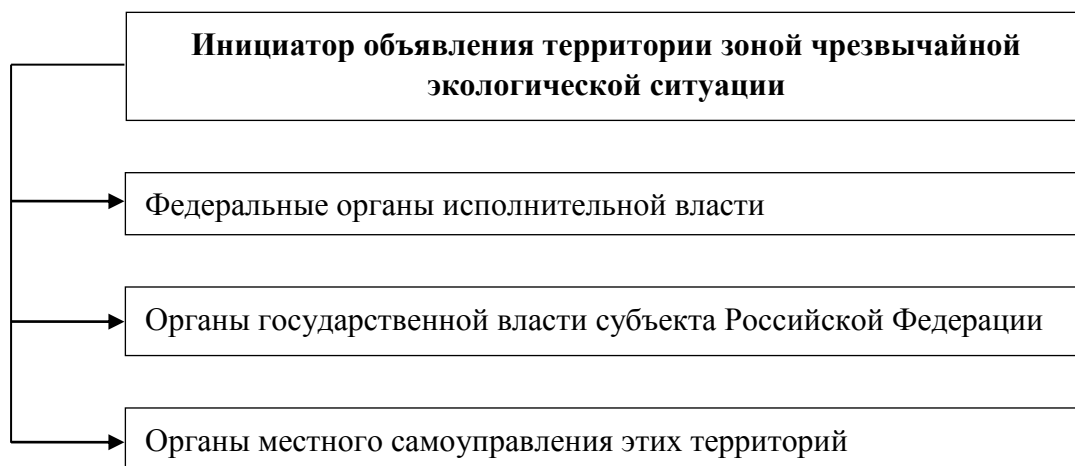 Инициатор объявления территории зоной чрезвычайной
экологической ситуации
Федеральные органы исполнительной власти
Органы государственной власти субъекта Российской Федерации
Органы местного самоуправления этих территорий